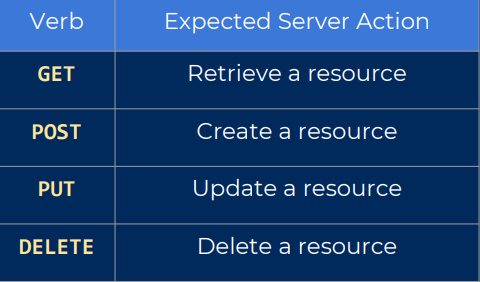 Verb Expected Server Action
GET Retrieve a resource
POST Create a resource
PUT Update a resource
DELETE Delete a resource